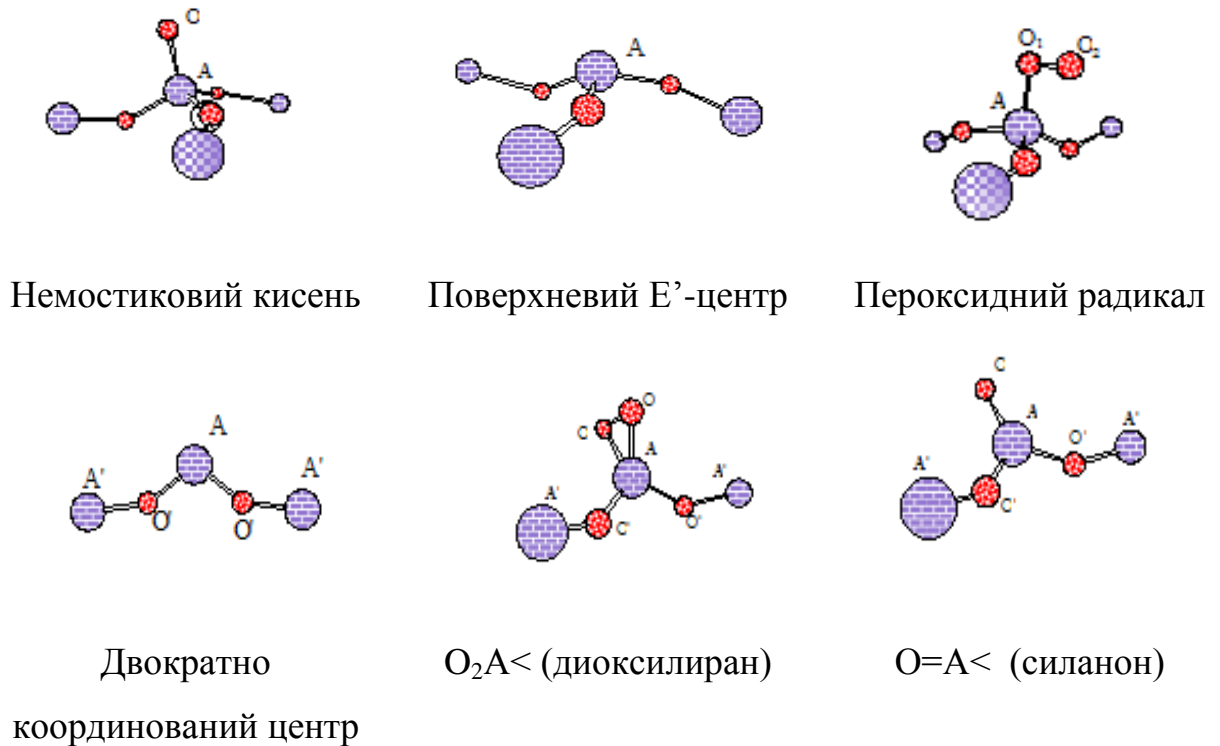 O
A
Немостиковий кисень
A
Поверхневий E’-центр
O₁ O₂
A
Пероксидний радикал
A
A' A'
O' O'
Двократно
координований центр
O
O
A
A' A'
O' O'
O₂A< (диоксилиран)
O
A
O' A'
A'
O'
O=A< (силанон)